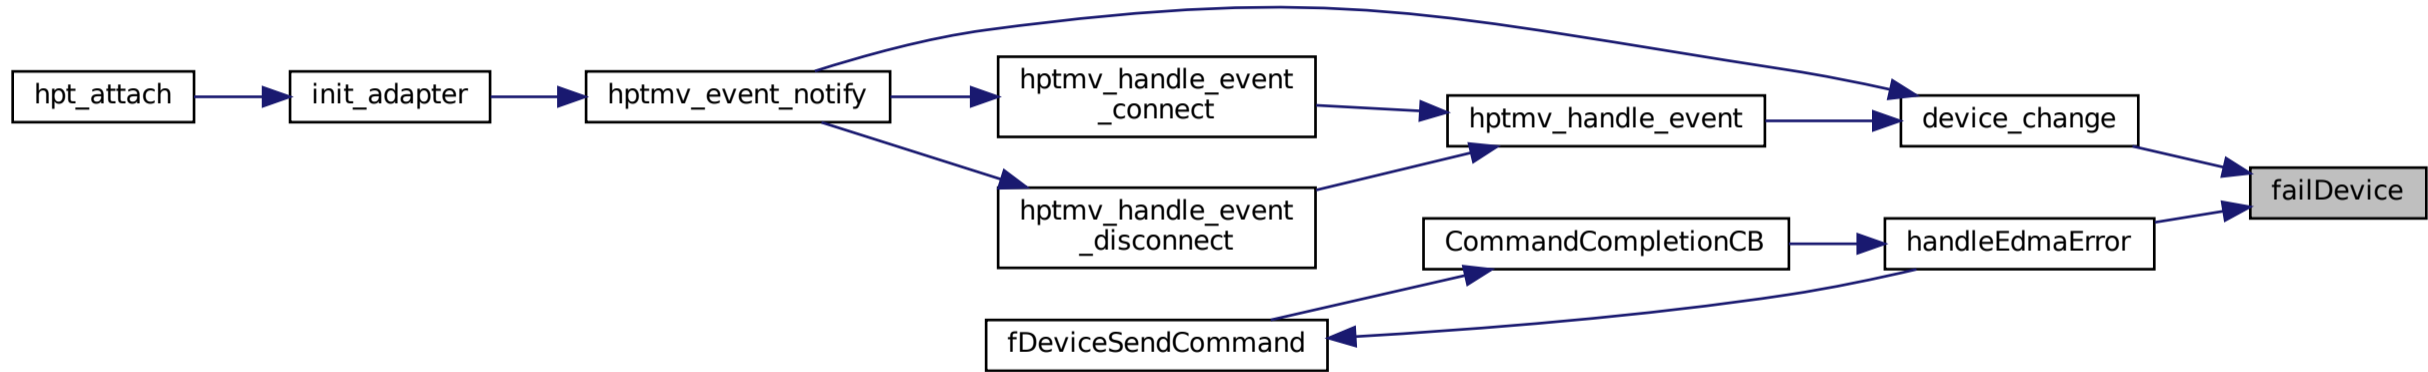 hpt_attach
init_adapter
hptmv_event_notify
hptmv_handle_event
_connect
hptmv_handle_event
_disconnect
hptmv_handle_event
device_change
failDevice
CommandCompletionCB
handleEdmaError
fDeviceSendCommand